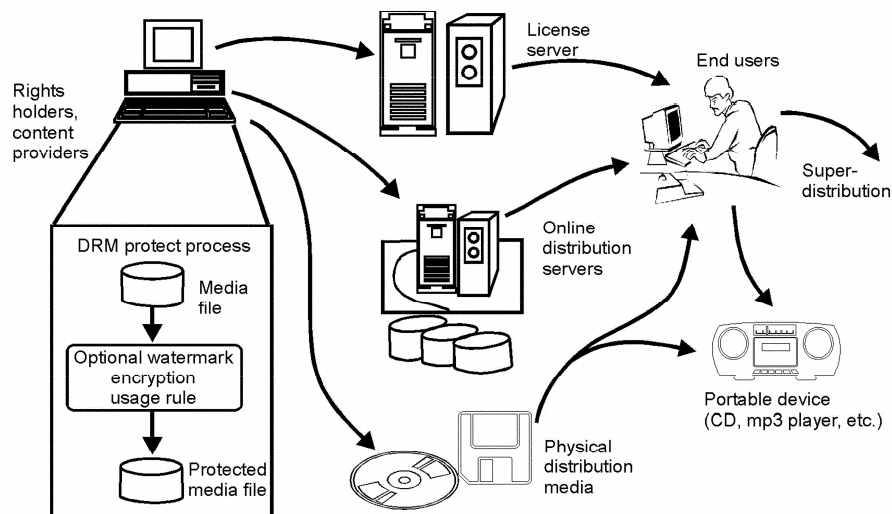 License
server
End users
Rights
holders,
content
providers
Super-
distribution
DRM protect process
Media
file
Online
distribution
servers
Optional watermark
encryption
usage rule
Portable device
(CD, mp3 player, etc.)
Protected
media file
Physical
distribution
media